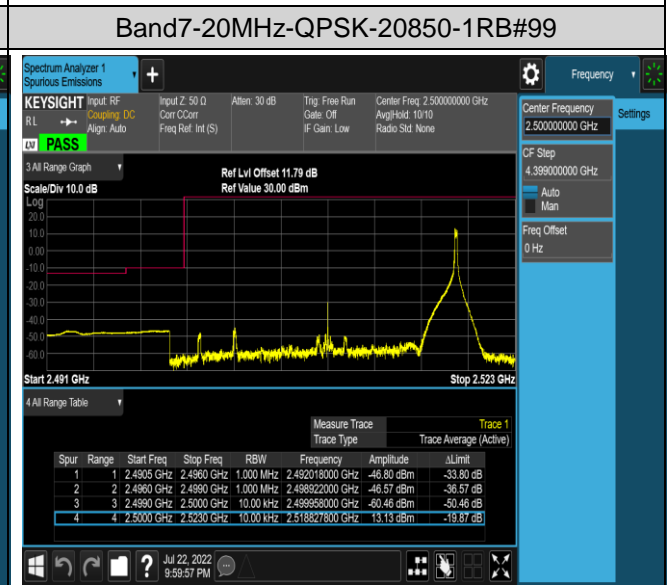 Band7-20MHz-QPSK-20850-1RB#99
Spectrum Analyzer 1
Spurious Emissions
+
Frequency
KEYSIGHT
RL
LXI
PASS
Input: RF
Coupling: DC
Align: Auto
Input Z: 50 Ω
Corr CCorr
Freq Ref: Int (S)
Atten: 30 dB
Trig: Free Run
Gate: Off
IF Gain: Low
Center Freq: 2.500000000 GHz
Avg|Hold: 10/10
Radio Std: None
Center Frequency
2.500000000 GHz
Settings
CF Step
4.399000000 GHz
Auto
Man
Freq Offset
0 Hz
3 All Range Graph
Scale/Div 10.0 dB
Ref Lvl Offset 11.79 dB
Ref Value 30.00 dBm
Log
20.0
10.0
0.00
-10.0
-20.0
-30.0
-40.0
-50.0
-60.0
Start 2.491 GHz
Stop 2.523 GHz
4 All Range Table
Measure Trace Trace 1
Trace Type Trace Average (Active)
Spur Range Start Freq Stop Freq RBW Frequency Amplitude ΔLimit
1 1 2.4905 GHz 2.4960 GHz 1.000 MHz 2.492018000 GHz -46.80 dBm -33.80 dB
2 2 2.4960 GHz 2.4990 GHz 1.000 MHz 2.498922000 GHz -46.57 dBm -36.57 dB
3 3 2.4990 GHz 2.5000 GHz 10.00 kHz 2.499958000 GHz -60.46 dBm -50.46 dB
4 4 2.5000 GHz 2.5230 GHz 10.00 kHz 2.518827800 GHz 13.13 dBm -19.87 dB
?
Jul 22, 2022
9:59:57 PM